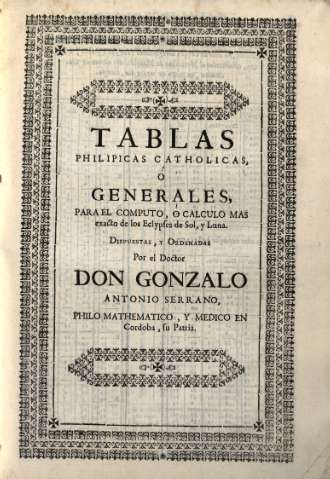 TABLAS
PHILIPICAS CATHOLICAS,
O
GENERALES,
PARA EL COMPUTO, O CALCULO MAS
exacto de los Eclypses de Sol, y Luna.
DISPUESTAS, Y ORDENADAS
Por el Doctor
DON GONZALO
ANTONIO SERRANO,
PHILO MATHEMATICO, Y MEDICO EN
Cordoba, su Patria.